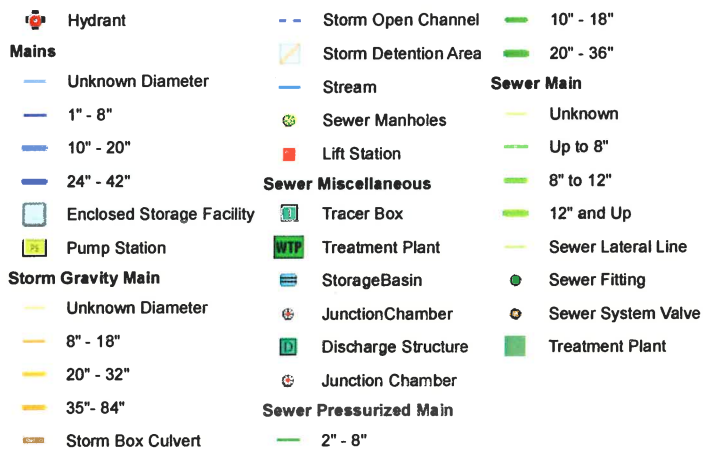 Hydrant
Mains
Unknown Diameter
1" - 8"
10" - 20"
24" - 42"
Enclosed Storage Facility
PS Pump Station
Storm Gravity Main
Unknown Diameter
8" - 18"
20" - 32"
35"- 84"
Storm Box Culvert
Storm Open Channel
Storm Detention Area
Stream
Sewer Manholes
Lift Station
Sewer Miscellaneous
Tracer Box
WTP Treatment Plant
StorageBasin
JunctionChamber
D Discharge Structure
Junction Chamber
Sewer Pressurized Main
2" - 8"
10" - 18"
20" - 36"
Sewer Main
Unknown
Up to 8"
8" to 12"
12" and Up
Sewer Lateral Line
Sewer Fitting
Sewer System Valve
Treatment Plant